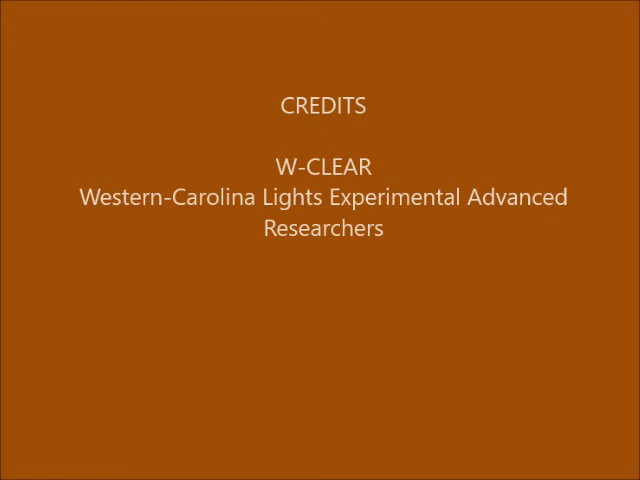 CREDITS
W-CLEAR
Western-Carolina Lights Experimental Advanced
Researchers